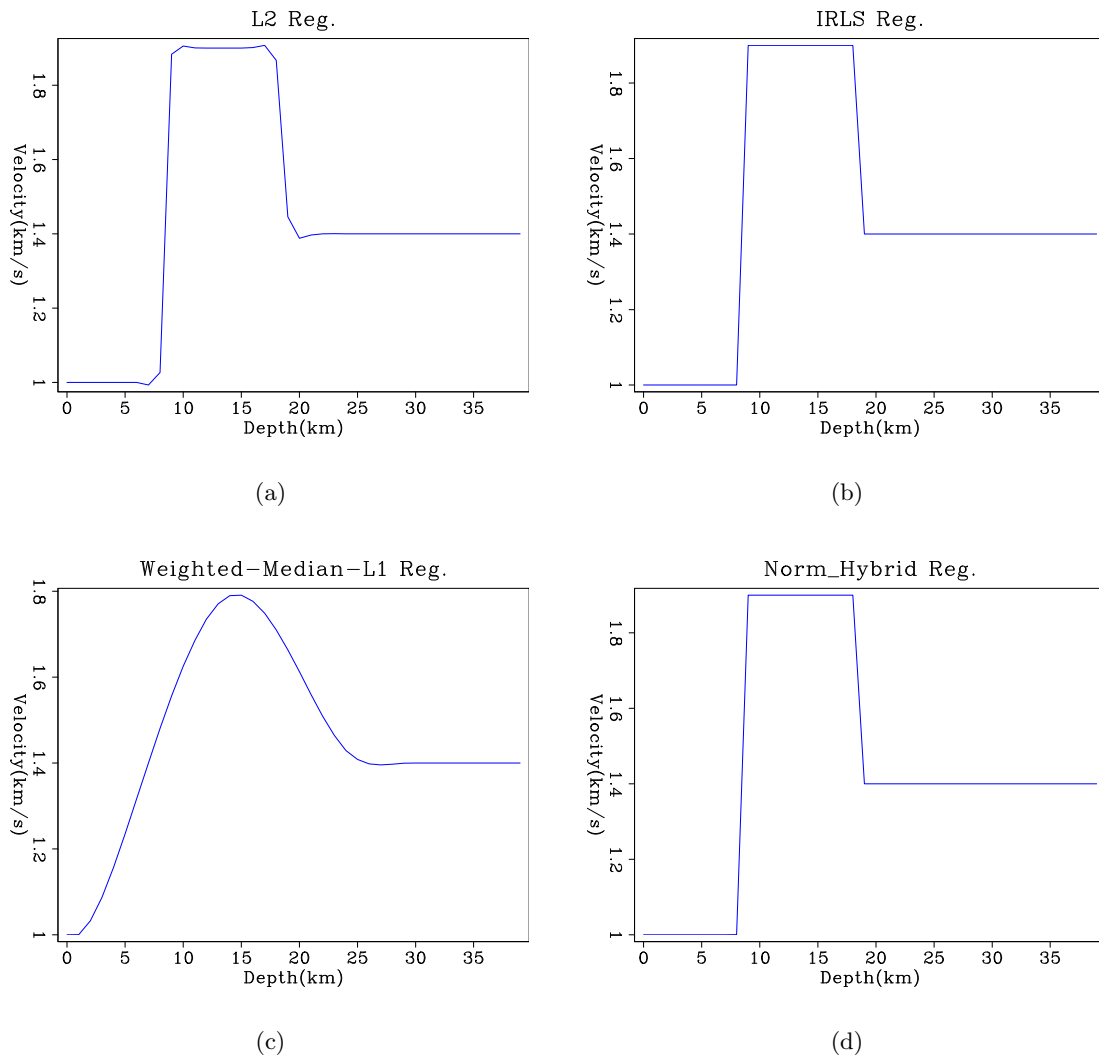 L2 Reg.
Velocity(km/s)
1 1.2 1.4 1.6 1.8
0 5 10 15 20 25 30 35
Depth(km)
(a)
IRLS Reg.
Velocity(km/s)
1 1.2 1.4 1.6 1.8
0 5 10 15 20 25 30 35
Depth(km)
(b)
Weighted-Median-L1 Reg.
Velocity(km/s)
1 1.2 1.4 1.6 1.8
0 5 10 15 20 25 30 35
Depth(km)
(c)
Norm_Hybrid Reg.
Velocity(km/s)
1 1.2 1.4 1.6 1.8
0 5 10 15 20 25 30 35
Depth(km)
(d)